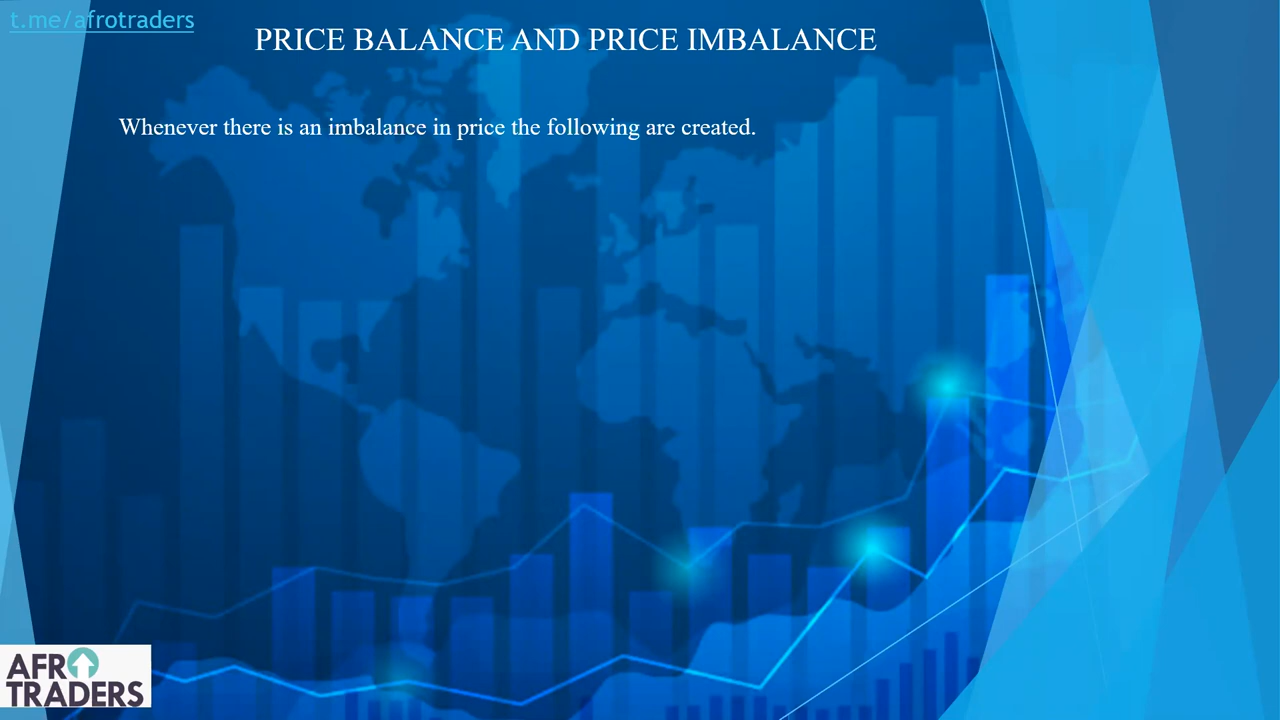 t.me/afrotraders
PRICE BALANCE AND PRICE IMBALANCE
Whenever there is an imbalance in price the following are created.
AFR
TRADERS